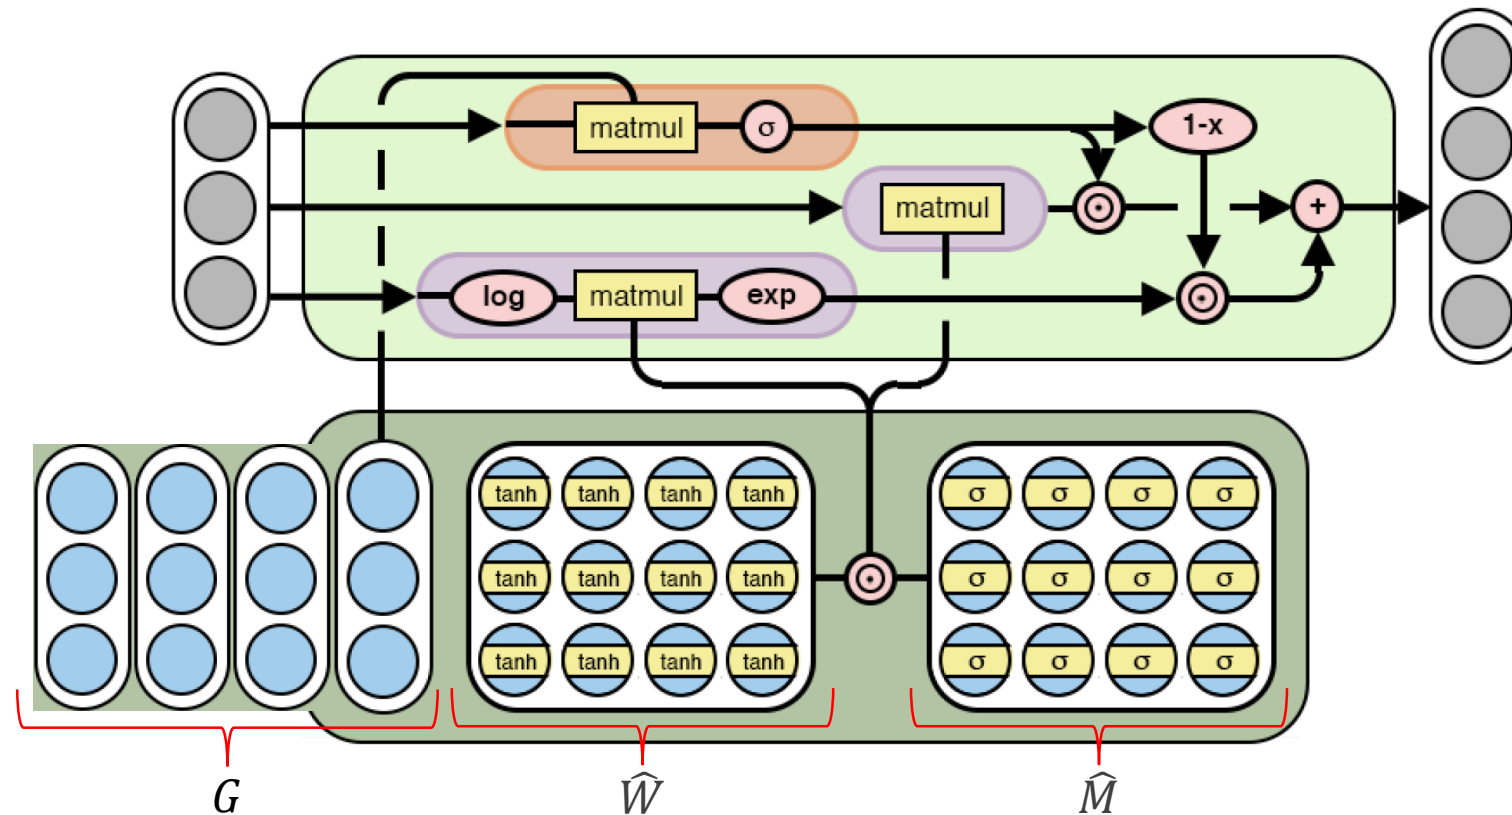 matmul σ 1-x
matmul ⊙ +
log matmul exp ⊙
tanh tanh tanh tanh σ σ σ σ
tanh tanh tanh tanh ⊙ σ σ σ σ
tanh tanh tanh tanh σ σ σ σ
G Ŵ M̂